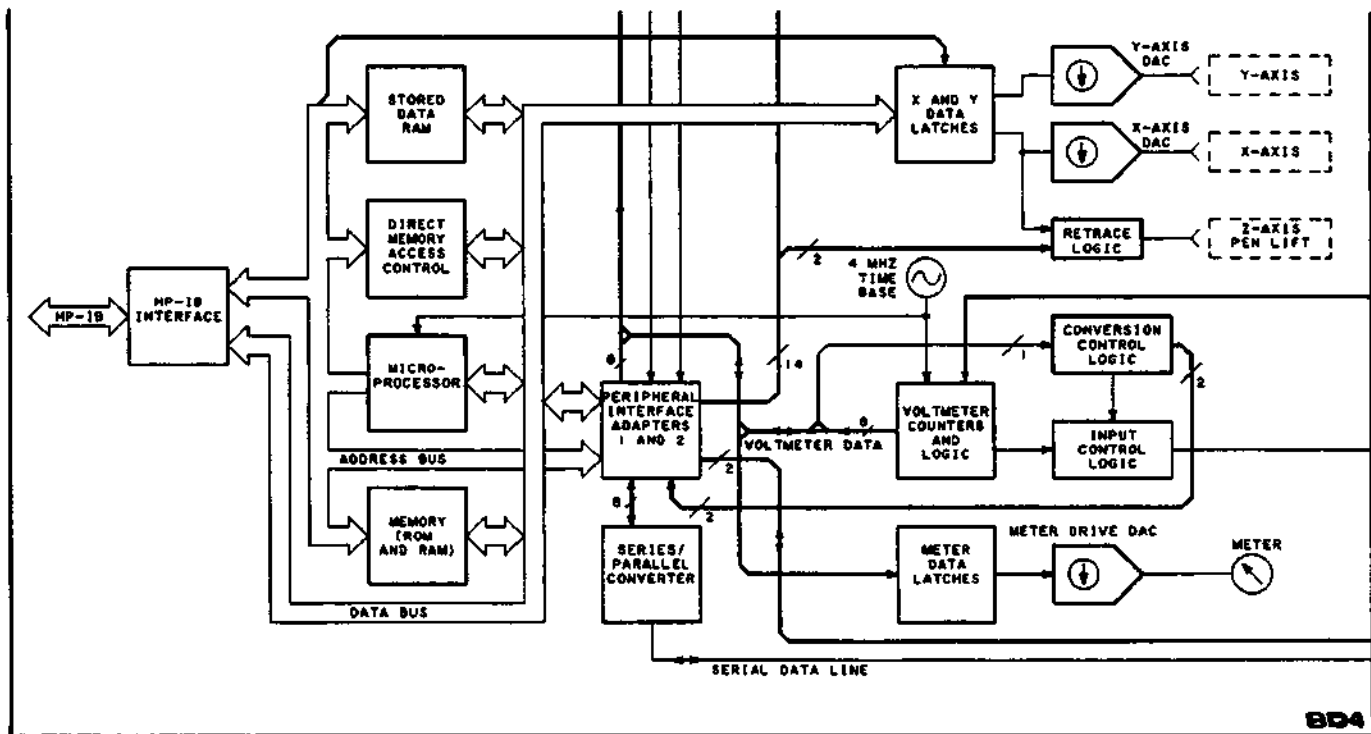 Y-AXIS
DAC
Y-AXIS
STORED
DATA
RAM
X AND Y
DATA
LATCHES
X-AXIS
DAC
X-AXIS
DIRECT
MEMORY
ACCESS
CONTROL
RETRACE
LOGIC
Z-AXIS
PEN LIFT
2
4 MHZ
TIME
BASE
HP-IB
HP-IB
INTERFACE
MICRO-
PROCESSOR
8
14
1
CONVERSION
CONTROL
LOGIC
2
PERIPHERAL
INTERFACE
ADAPTERS
1 AND 2
8
VOLTMETER DATA
VOLTMETER
COUNTERS
AND
LOGIC
INPUT
CONTROL
LOGIC
ADDRESS BUS
2
8
2
MEMORY
(ROM
AND RAM)
SERIES/
PARALLEL
CONVERTER
METER
DATA
LATCHES
METER DRIVE DAC
METER
DATA BUS
SERIAL DATA LINE
BD4